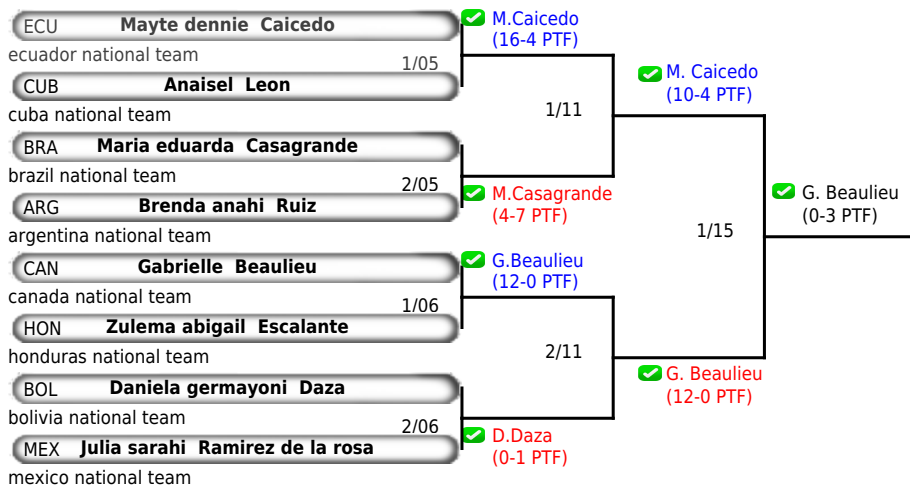 ECU Mayte dennie Caicedo
ecuador national team
1/05
CUB Anaisel Leon
cuba national team
BRA Maria eduarda Casagrande
brazil national team
2/05
ARG Brenda anahi Ruiz
argentina national team
CAN Gabrielle Beaulieu
canada national team
1/06
HON Zulema abigail Escalante
honduras national team
BOL Daniela germayoni Daza
bolivia national team
2/06
MEX Julia sarahi Ramirez de la rosa
mexico national team
M.Caicedo
(16-4 PTF)
1/11
M.Casagrande
(4-7 PTF)
G.Beaulieu
(12-0 PTF)
2/11
D.Daza
(0-1 PTF)
M. Caicedo
(10-4 PTF)
1/15
G. Beaulieu
(12-0 PTF)
G. Beaulieu
(0-3 PTF)